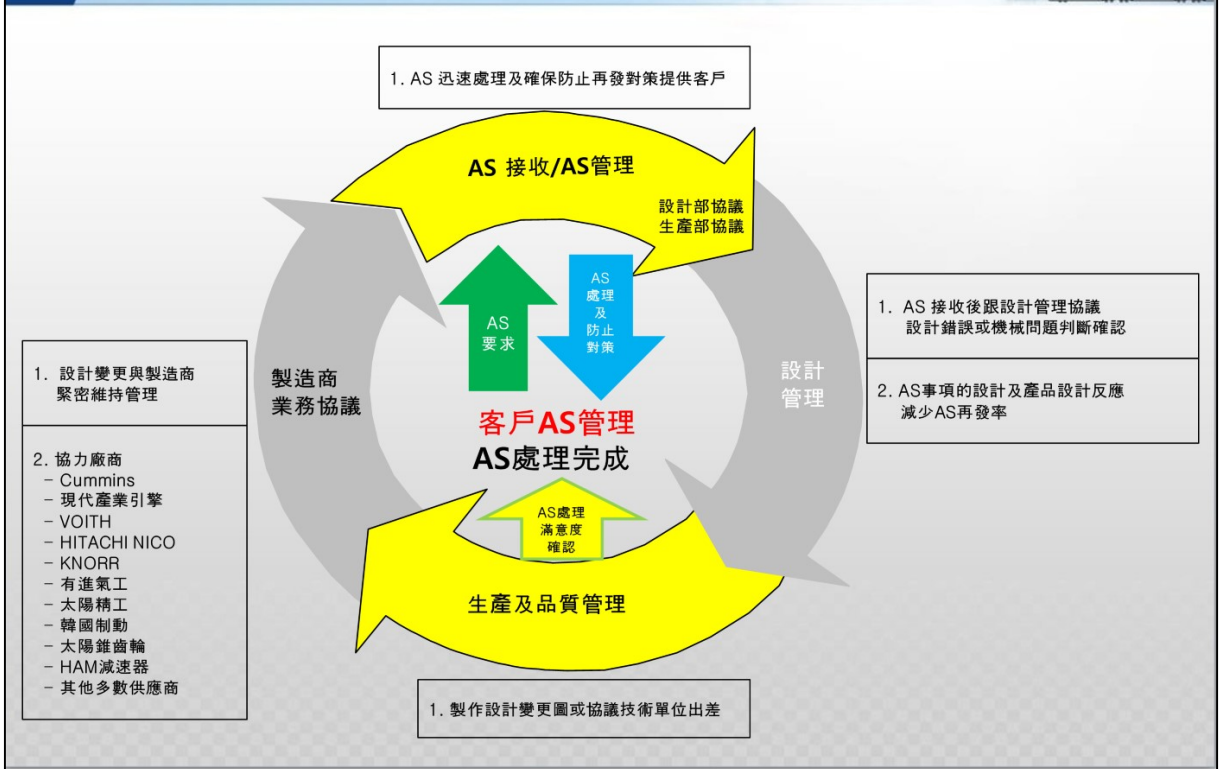 1. AS 迅速處理及確保防止再發對策提供客戶
AS 接收/AS管理
設計部協議
生產部協議
AS
要求
AS
處理
及
防止
對策
1. AS 接收後跟設計管理協議
設計錯誤或機械問題判斷確認
2. AS事項的設計及產品設計反應
減少AS再發率
設計
管理
製造商
業務協議
1. 設計變更與製造商
緊密維持管理
2. 協力廠商
– Cummins
– 現代產業引擎
– VOITH
– HITACHI NICO
– KNORR
– 有進氣工
– 太陽精工
– 韓國制動
– 太陽錐齒輪
– HAM減速器
– 其他多數供應商
客戶AS管理
AS處理完成
AS處理
滿意度
確認
生產及品質管理
1. 製作設計變更圖或協議技術單位出差